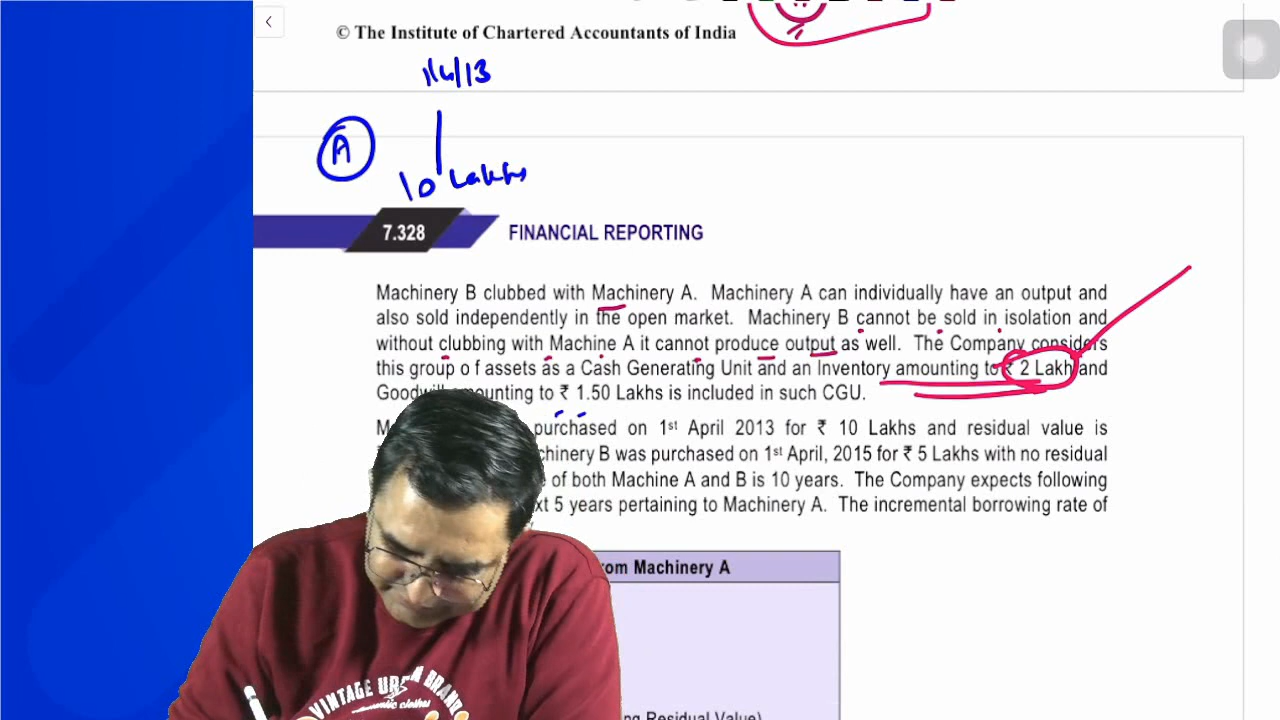 © The Institute of Chartered Accountants of India
1/4/13
A
10 Lakhs
7.328 FINANCIAL REPORTING
Machinery B clubbed with Machinery A. Machinery A can individually have an output and
also sold independently in the open market. Machinery B cannot be sold in isolation and
without clubbing with Machine A it cannot produce output as well. The Company considers
this group o f assets as a Cash Generating Unit and an Inventory amounting to ₹ 2 Lakh and
Goodwill amounting to ₹ 1.50 Lakhs is included in such CGU.
purchased on 1st April 2013 for ₹ 10 Lakhs and residual value is
chinery B was purchased on 1st April, 2015 for ₹ 5 Lakhs with no residual
of both Machine A and B is 10 years. The Company expects following
xt 5 years pertaining to Machinery A. The incremental borrowing rate of
om Machinery A
ng Residual Value)
VINTAGE URBAN BRAND